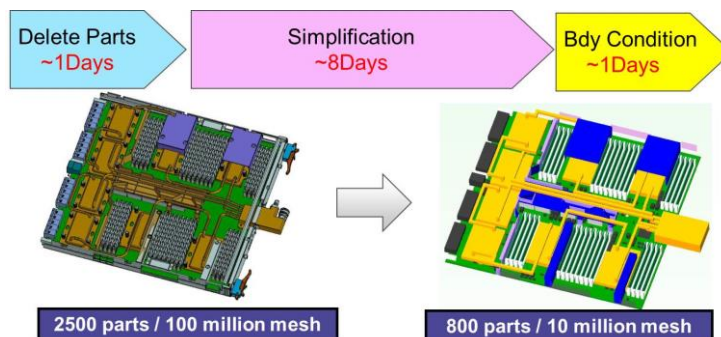 Delete Parts
~1Days
Simplification
~8Days
Bdy Condition
~1Days
2500 parts / 100 million mesh
800 parts / 10 million mesh